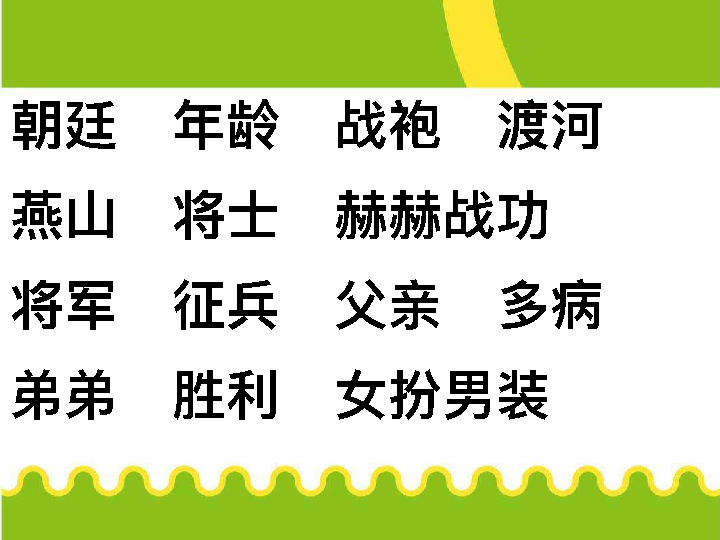 朝廷 年龄 战袍 渡河
燕山 将士 赫赫战功
将军 征兵 父亲 多病
弟弟 胜利 女扮男装